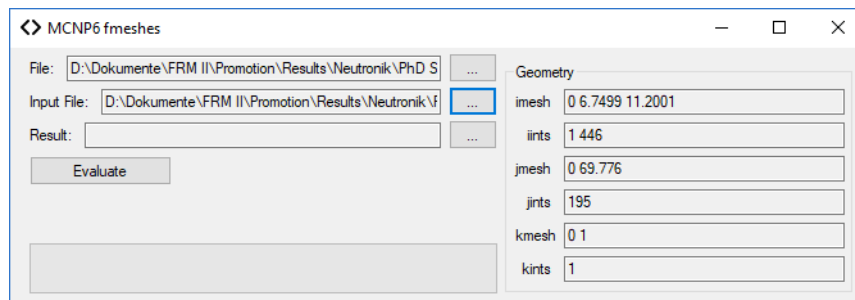 MCNP6 fmeshes
File: D:\Dokumente\FRM II\Promotion\Results\Neutronik\PhD S ...
Input File: D:\Dokumente\FRM II\Promotion\Results\Neutronik\ ...
Result: ...
Evaluate
Geometry
imesh 0 6.7499 11.2001
iints 1 446
jmesh 0 69.776
jints 195
kmesh 0 1
kints 1